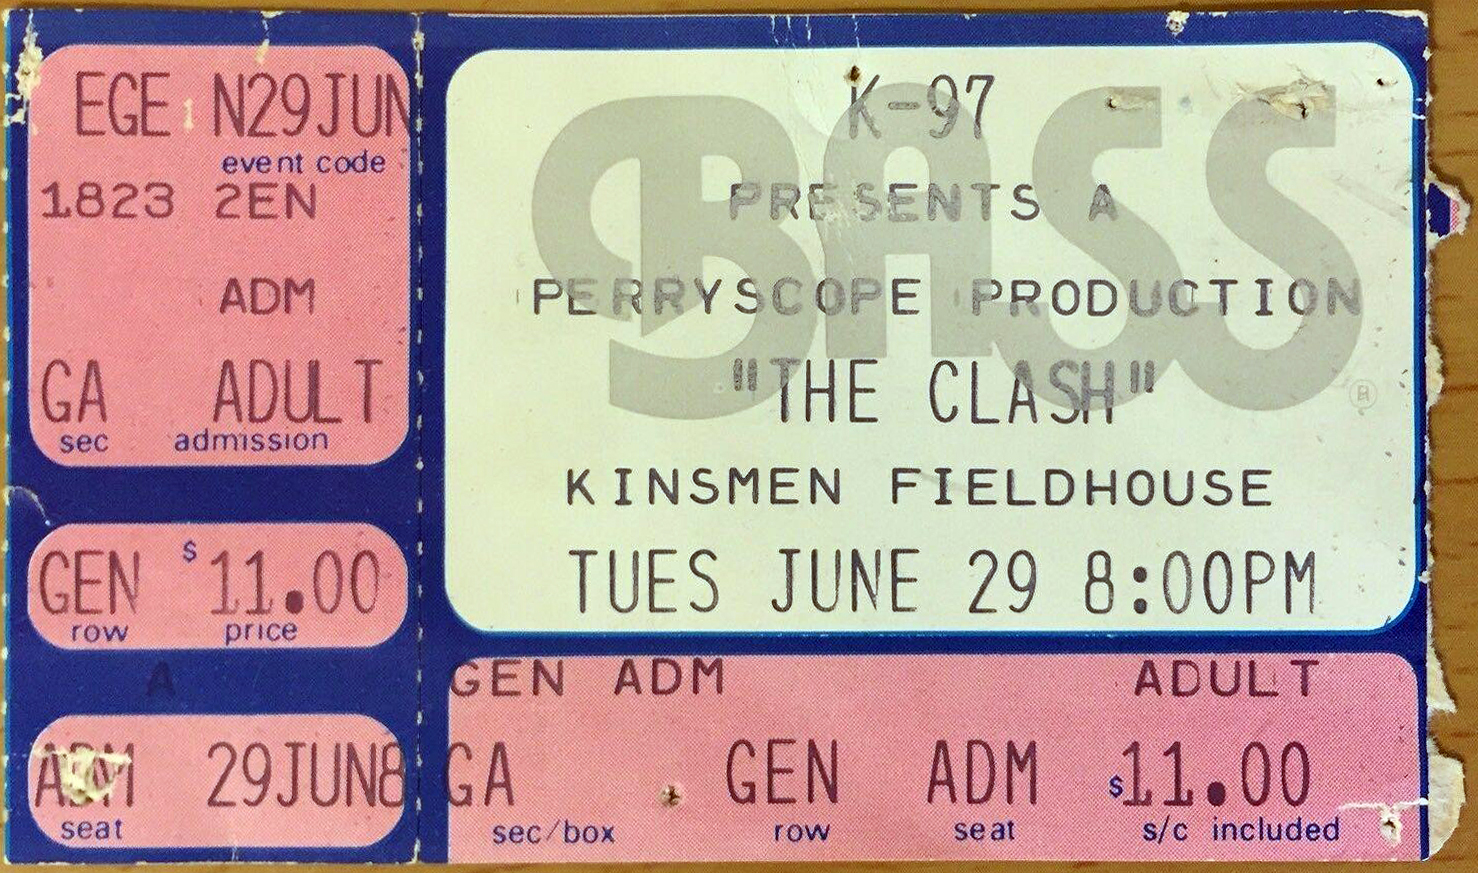 EGE N29JUN
event code
1823 2EN
ADM
GA ADULT
sec admission
GEN $11.00
row price
A
ADM 29JUN8
seat
BASS
K-97
PRESENTS A
PERRYSCOPE PRODUCTION
"THE CLASH"
®
KINSMEN FIELDHOUSE
TUES JUNE 29 8:00PM
GEN ADM ADULT
GA GEN ADM $11.00
sec/box row seat s/c included